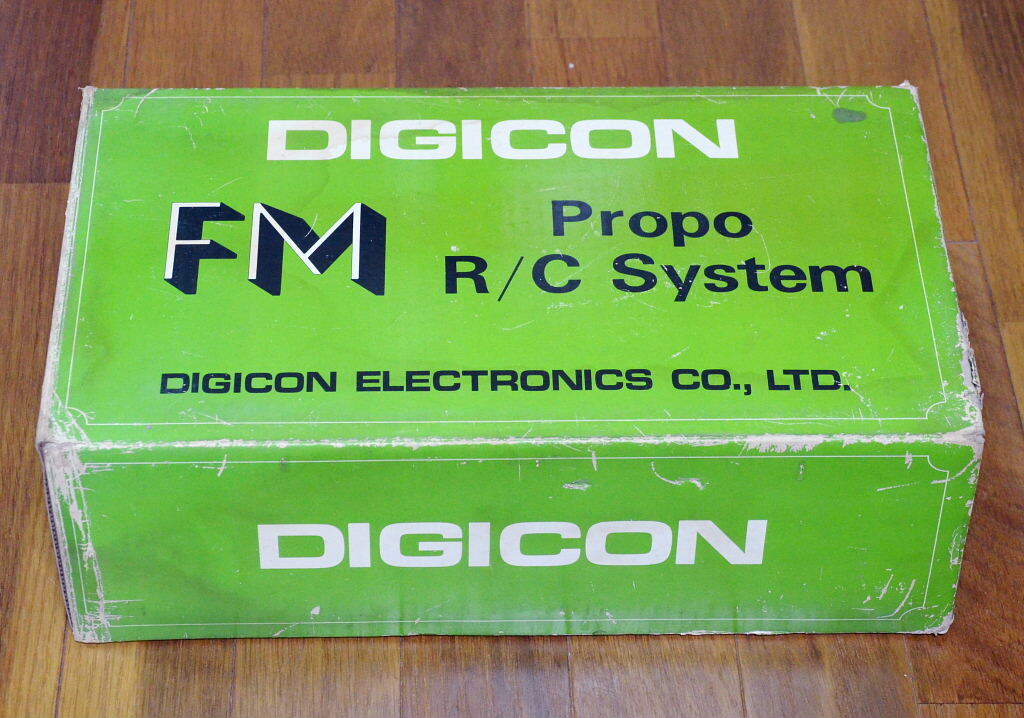 DIGICON
FM
Propo
R/C System
DIGICON ELECTRONICS CO., LTD.
DIGICON